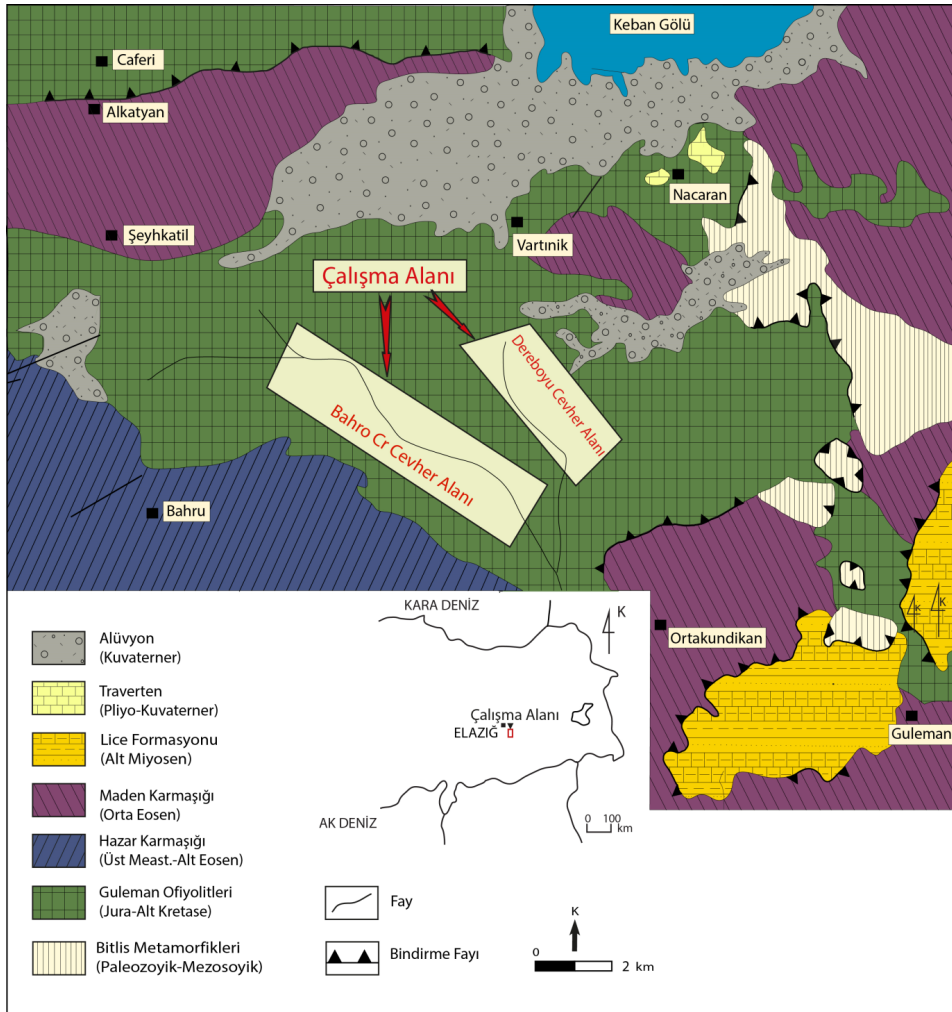 Keban Gölü
Caferi
Alkatyan
Nacaran
Şeyhkatil
Vartınik
Çalışma Alanı
Dereboyu Cevher Alanı
Bahro Cr Cevher Alanı
Bahru
K
K
Ortakundikan
Guleman
KARA DENİZ
K
Çalışma Alanı
ELAZIĞ
AK DENİZ
0 100
km
Alüvyon
(Kuvaterner)
Traverten
(Pliyo-Kuvaterner)
Lice Formasyonu
(Alt Miyosen)
Maden Karmaşığı
(Orta Eosen)
Hazar Karmaşığı
(Üst Meast.-Alt Eosen)
Guleman Ofiyolitleri
(Jura-Alt Kretase)
Bitlis Metamorfikleri
(Paleozoyik-Mezosoyik)
Fay
Bindirme Fayı
K
0
2 km